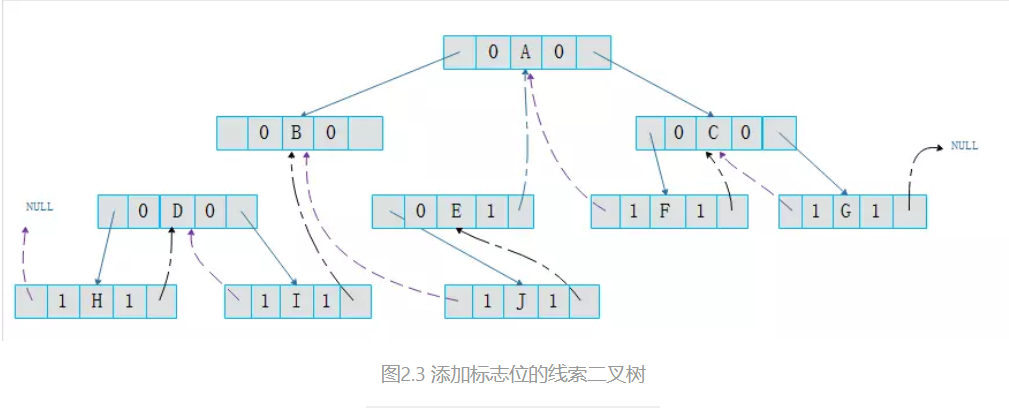 0 A 0
0 B 0
0 C 0
NULL
NULL
0 D 0
0 E 1
1 F 1
1 G 1
1 H 1
1 I 1
1 J 1
图2.3 添加标志位的线索二叉树